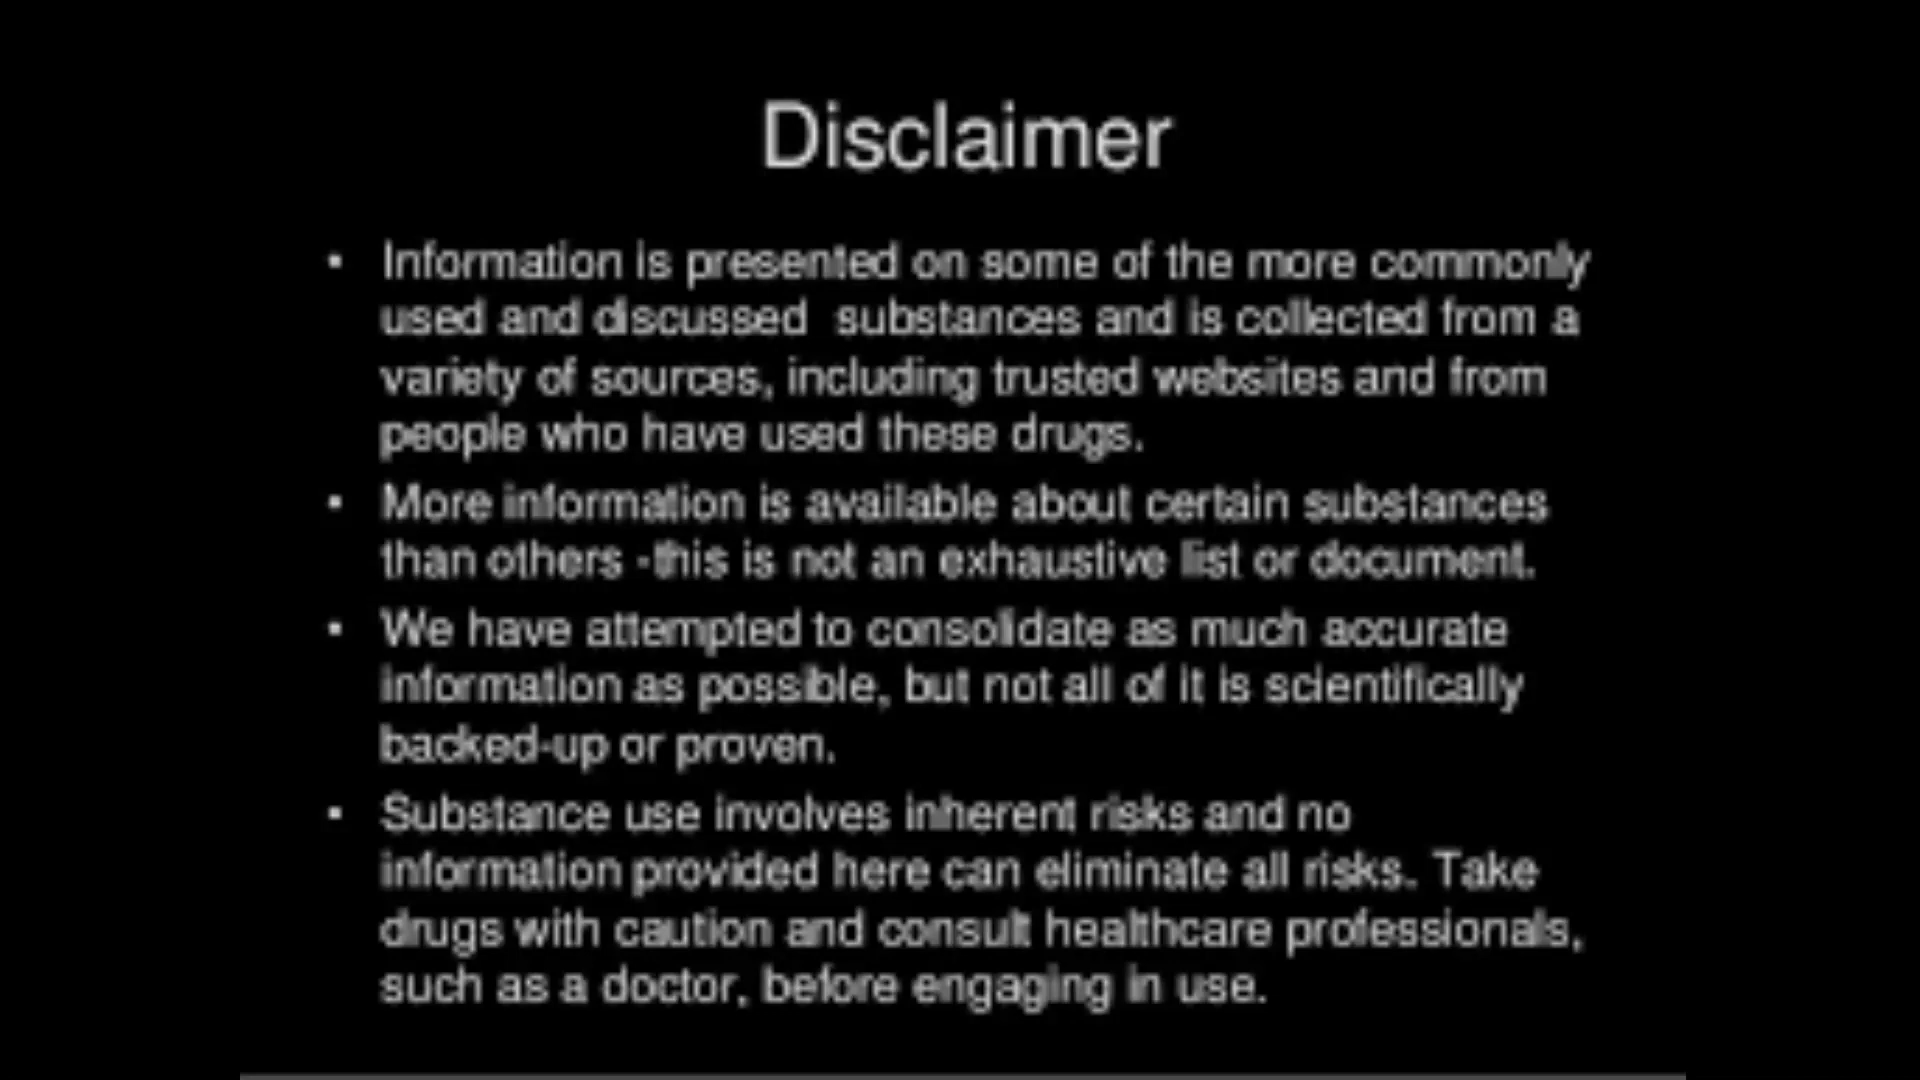 Disclaimer
• Information is presented on some of the more commonly
used and discussed  substances and is collected from a
variety of sources, including trusted websites and from
people who have used these drugs.
• More information is available about certain substances
than others -this is not an exhaustive list or document.
• We have attempted to consolidate as much accurate
information as possible, but not all of it is scientifically
backed-up or proven.
• Substance use involves inherent risks and no
information provided here can eliminate all risks. Take
drugs with caution and consult healthcare professionals,
such as a doctor, before engaging in use.